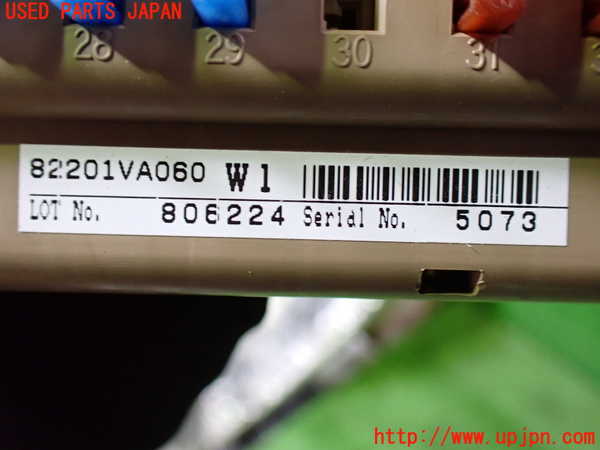 USED PARTS JAPAN
28 29 30 31
82201VA060 W1
LOT No. 806224 Serial No. 5073
http://www.upjpn.com/